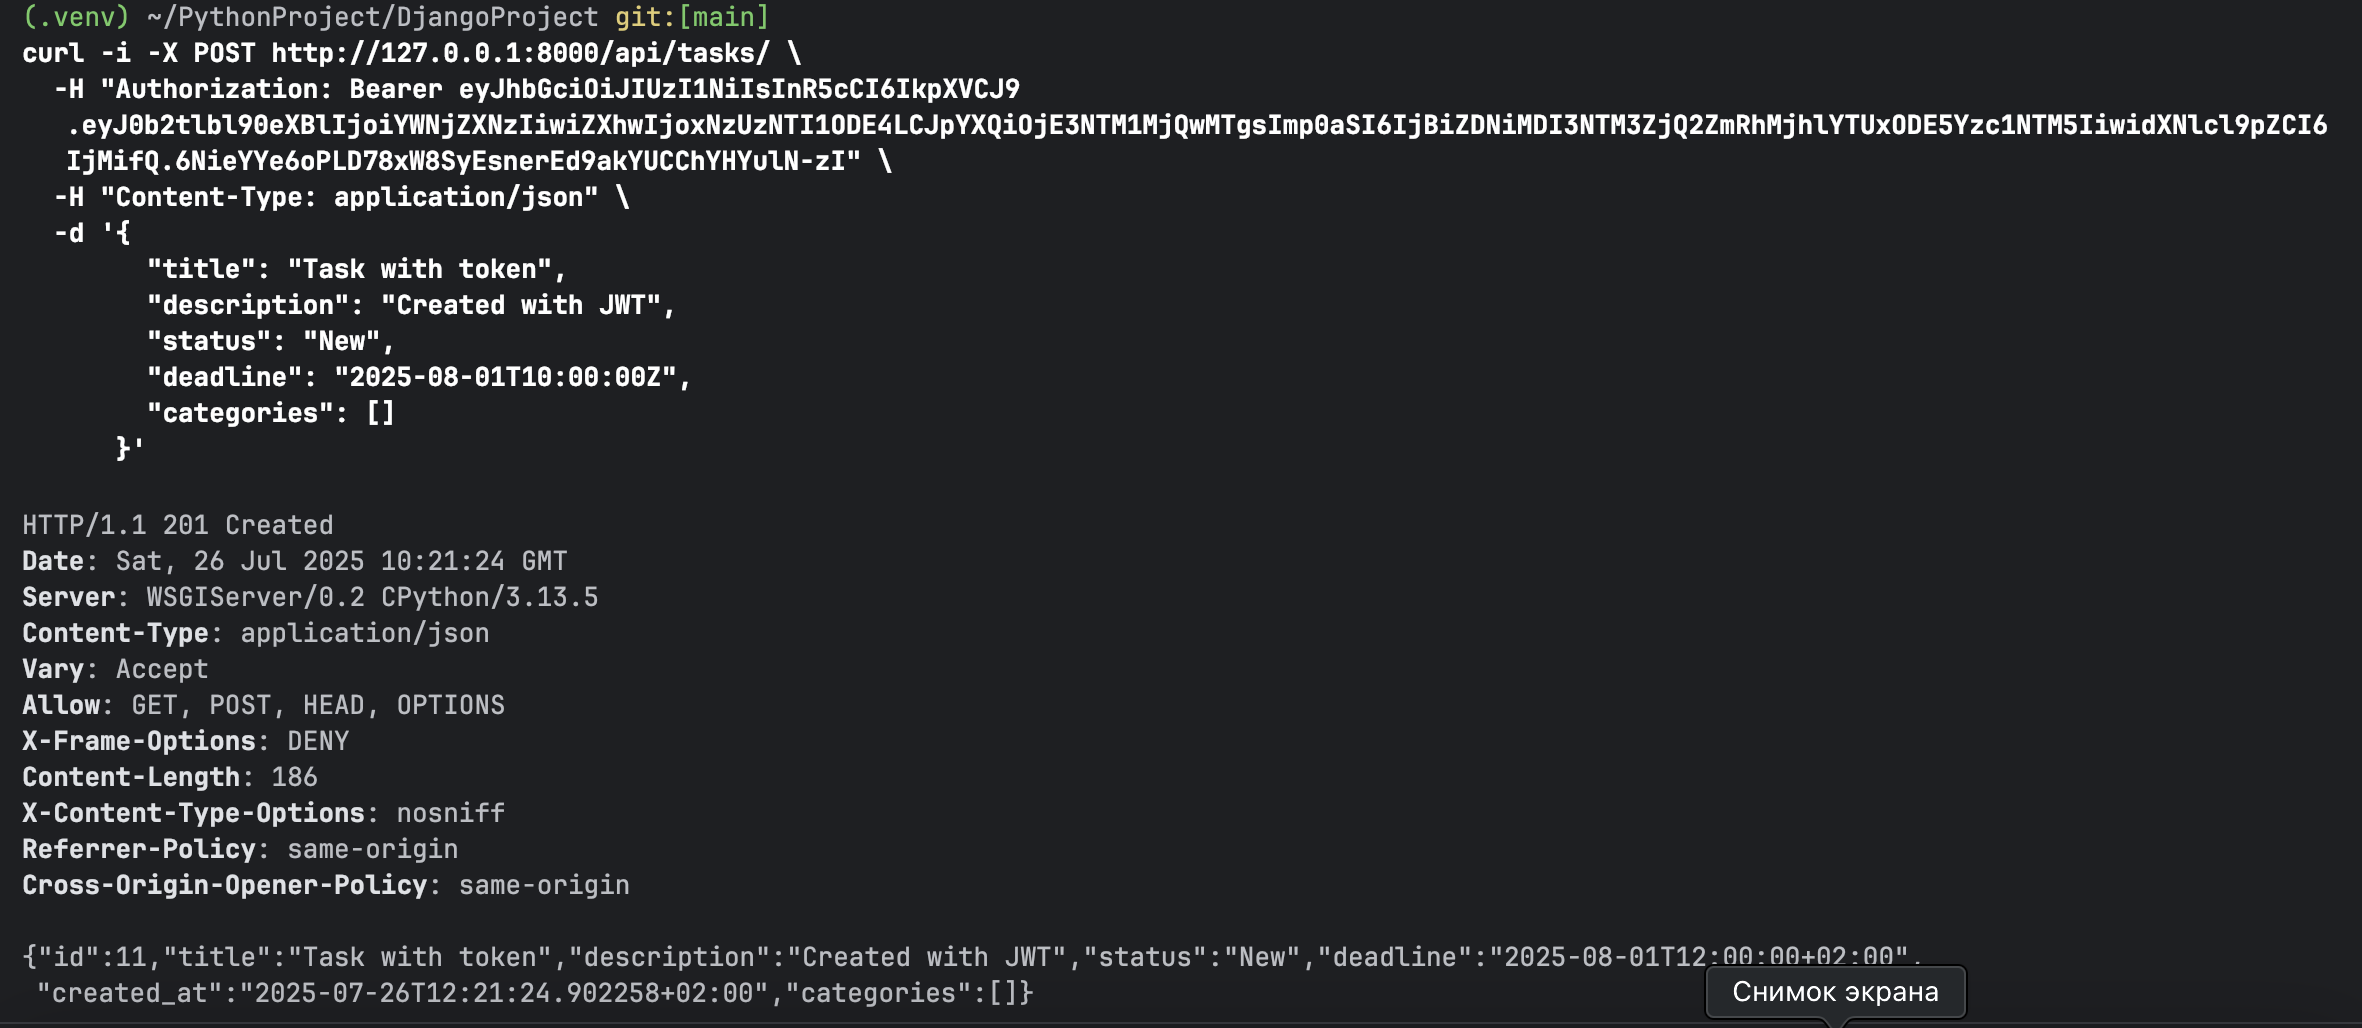 (.venv) ~/PythonProject/DjangoProject git:[main]
curl -i -X POST http://127.0.0.1:8000/api/tasks/ \
-H "Authorization: Bearer eyJhbGciOiJIUzI1NiIsInR5cCI6IkpXVCJ9
.eyJ0b2tlbl90eXBlIjoiYWNjZXNzIiwiZXhwIjoxNzUzNTI1ODE4LCJpYXQiOjE3NTM1MjQwMTgsImp0aSI6IjBiZDNiMDI3NTM3ZjQ2ZmRhMjhlYTUxODE5Yzc1NTM5IiwidXNlcl9pZCI6
IjMifQ.6NieYYe6oPLD78xW8SyEsnerEd9akYUCChYHYulN-zI" \
-H "Content-Type: application/json" \
-d '{
"title": "Task with token",
"description": "Created with JWT",
"status": "New",
"deadline": "2025-08-01T10:00:00Z",
"categories": []
}'
HTTP/1.1 201 Created
Date: Sat, 26 Jul 2025 10:21:24 GMT
Server: WSGIServer/0.2 CPython/3.13.5
Content-Type: application/json
Vary: Accept
Allow: GET, POST, HEAD, OPTIONS
X-Frame-Options: DENY
Content-Length: 186
X-Content-Type-Options: nosniff
Referrer-Policy: same-origin
Cross-Origin-Opener-Policy: same-origin
{"id":11,"title":"Task with token","description":"Created with JWT","status":"New","deadline":"2025-08-01T12:00:00+02:00",
"created_at":"2025-07-26T12:21:24.902258+02:00","categories":[]}
Снимок экрана